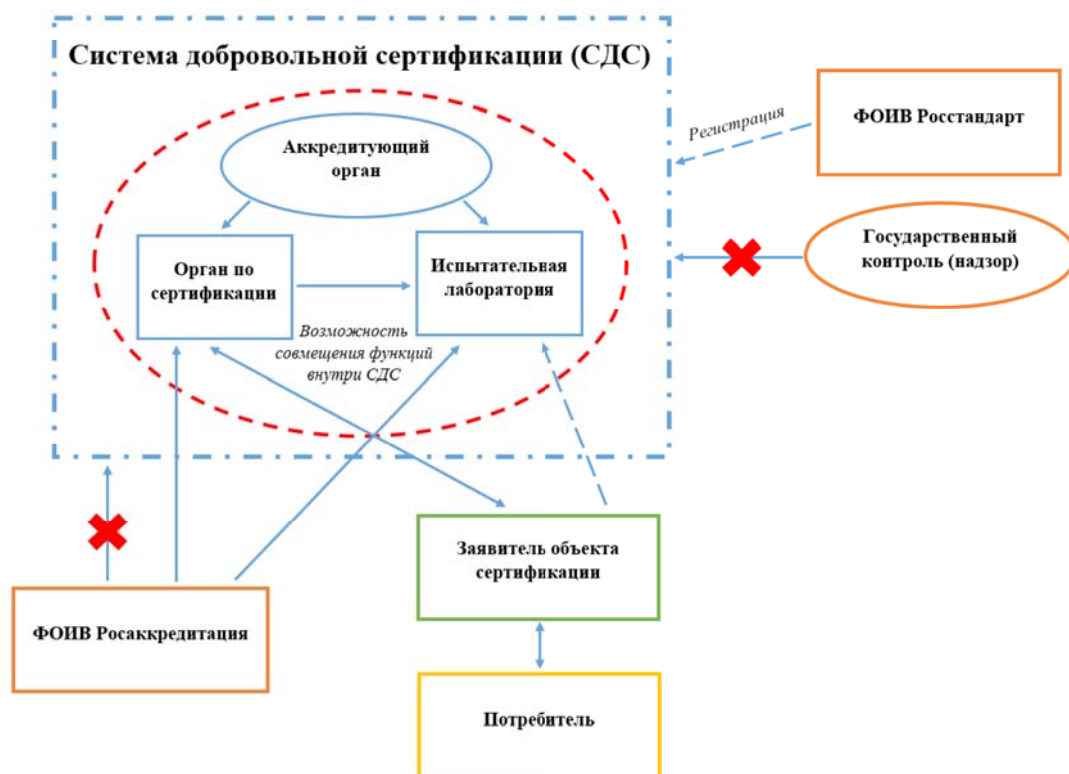 Система добровольной сертификации (СДС)
Регистрация
ФОИВ Росстандарт
Аккредитующий
орган
Государственный
контроль (надзор)
Орган по
сертификации
Испытательная
лаборатория
Возможность
совмещения функций
внутри СДС
Заявитель объекта
сертификации
ФОИВ Росаккредитация
Потребитель